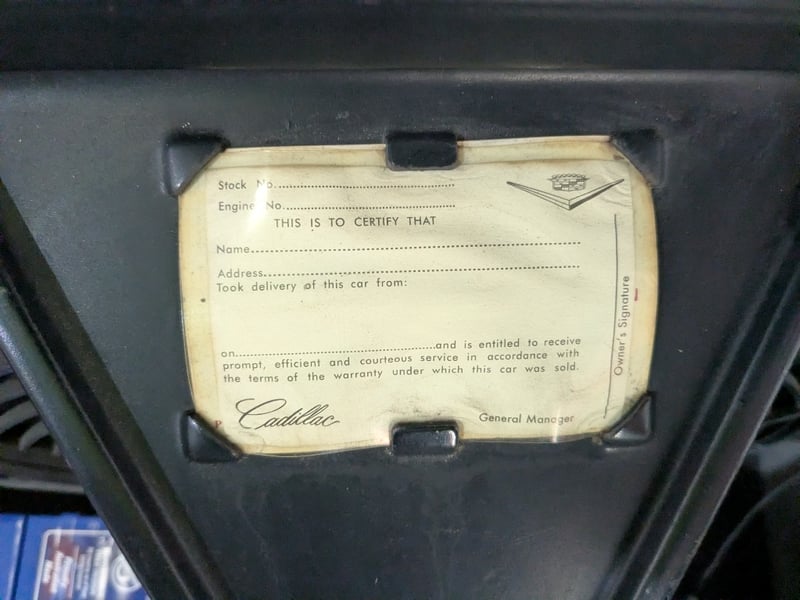 Stock No.
Engine No.
THIS IS TO CERTIFY THAT
Name
Address
Took delivery of this car from:
on and is entitled to receive
prompt, efficient and courteous service in accordance with
the terms of the warranty under which this car was sold.
P Cadillac General Manager
Owner's Signature